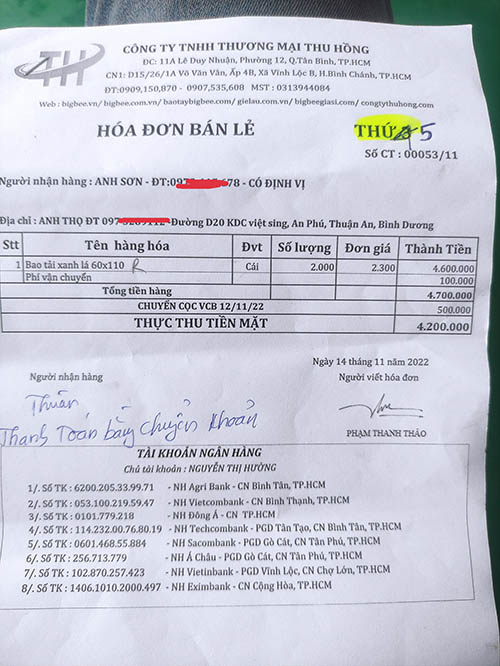 TH
CÔNG TY TNHH THƯƠNG MẠI THU HỒNG
ĐC: 11A Lê Duy Nhuận, Phường 12, Q.Tân Bình, TP.HCM
CN1: D15/26/1A Võ Văn Vân, Ấp 4B, Xã Vĩnh Lộc B, H.Bình Chánh, TP.HCM
ĐT:0909,150,870 - 0907,535,608 MST : 0313944084
Web : bigbee.vn/ bigbee.com.vn/ baotaybigbee.com/ gielau.com.vn/ bigbeegiasi.com/ congtythuhong.com
HÓA ĐƠN BÁN LẺ
THỨ 5
Số CT : 00053/11
Người nhận hàng : ANH SƠN - ĐT:097 678 - CÓ ĐỊNH VỊ
Địa chỉ : ANH THỌ ĐT 097 Đường D20 KDC việt sing, An Phú, Thuận An, Bình Dương
Stt Tên hàng hóa Đvt Số lượng Đơn giá Thành Tiền
1 Bao tải xanh lá 60x110 R Cái 2.000 2.300 4.600.000
Phí vận chuyển 100.000
Tổng tiền hàng 4.700.000
CHUYỂN CỌC VCB 12/11/22 500.000
THỰC THU TIỀN MẶT 4.200.000
Ngày 14 tháng 11 năm 2022
Người nhận hàng Người viết hóa đơn
Thuần
Thanh Toán bằng chuyển khoản
PHẠM THANH THẢO
TÀI KHOẢN NGÂN HÀNG
Chủ tài khoản : NGUYỄN THỊ HƯỜNG
1/. Số TK : 6200.205.33.99.71 - NH Agri Bank - CN Bình Tân, TP.HCM
2/. Số TK : 053.100.219.59.47 - NH Vietcombank - CN Bình Thạnh, TP.HCM
3/. Số TK : 0101.779.218 - NH Đông Á - CN TP.HCM
4/. Số TK : 114.232.00.76.80.19 - NH Techcombank - PGD Tân Tạo, CN Bình Tân, TP.HCM
5/. Số TK : 0601.468.55.884 - NH Sacombank - PGD Gò Cát, CN Tân Phú, TP.HCM
6/. Số TK : 256.713.779 - NH Á Châu - PGD Gò Cát, CN Tân Phú, TP.HCM
7/. Số TK : 102.870.257.423 - NH Vietinbank - PGD Vĩnh Lộc, CN Chợ Lớn, TP.HCM
8/. Số TK : 1406.1010.2000.497 - NH Eximbank - CN Cộng Hòa, TP.HCM